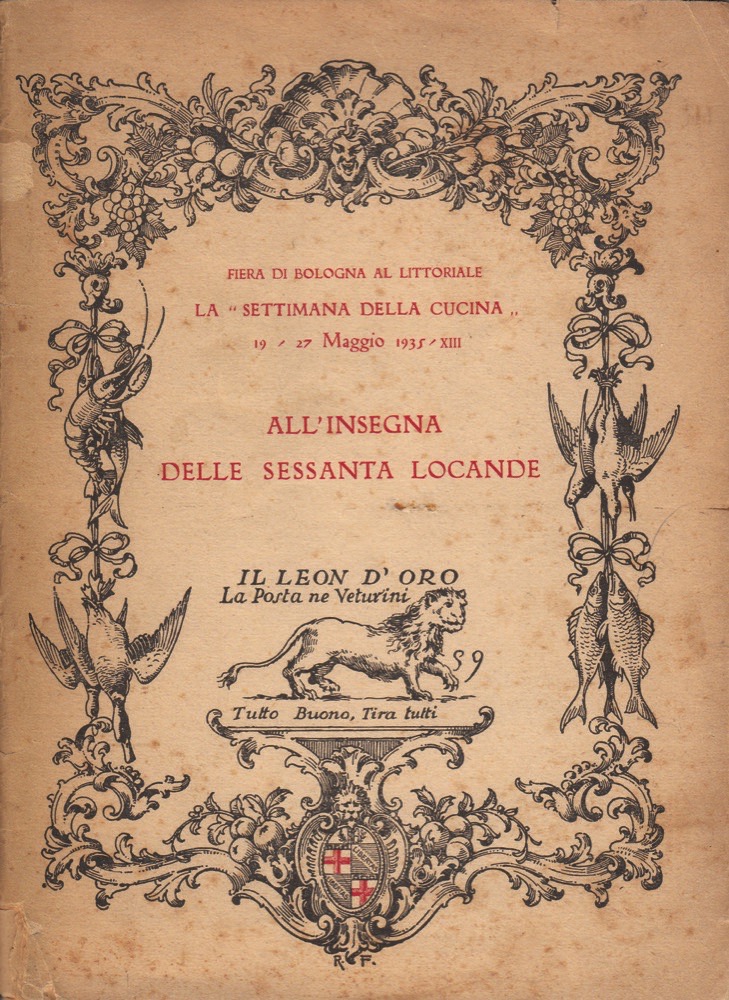 FIERA DI BOLOGNA AL LITTORIALE
LA " SETTIMANA DELLA CUCINA „
19 - 27 Maggio 1935 - XIII
ALL'INSEGNA
DELLE SESSANTA LOCANDE
IL LEON D' ORO
La Posta ne Veturini
59
Tutto Buono, Tira tutti
R. F.